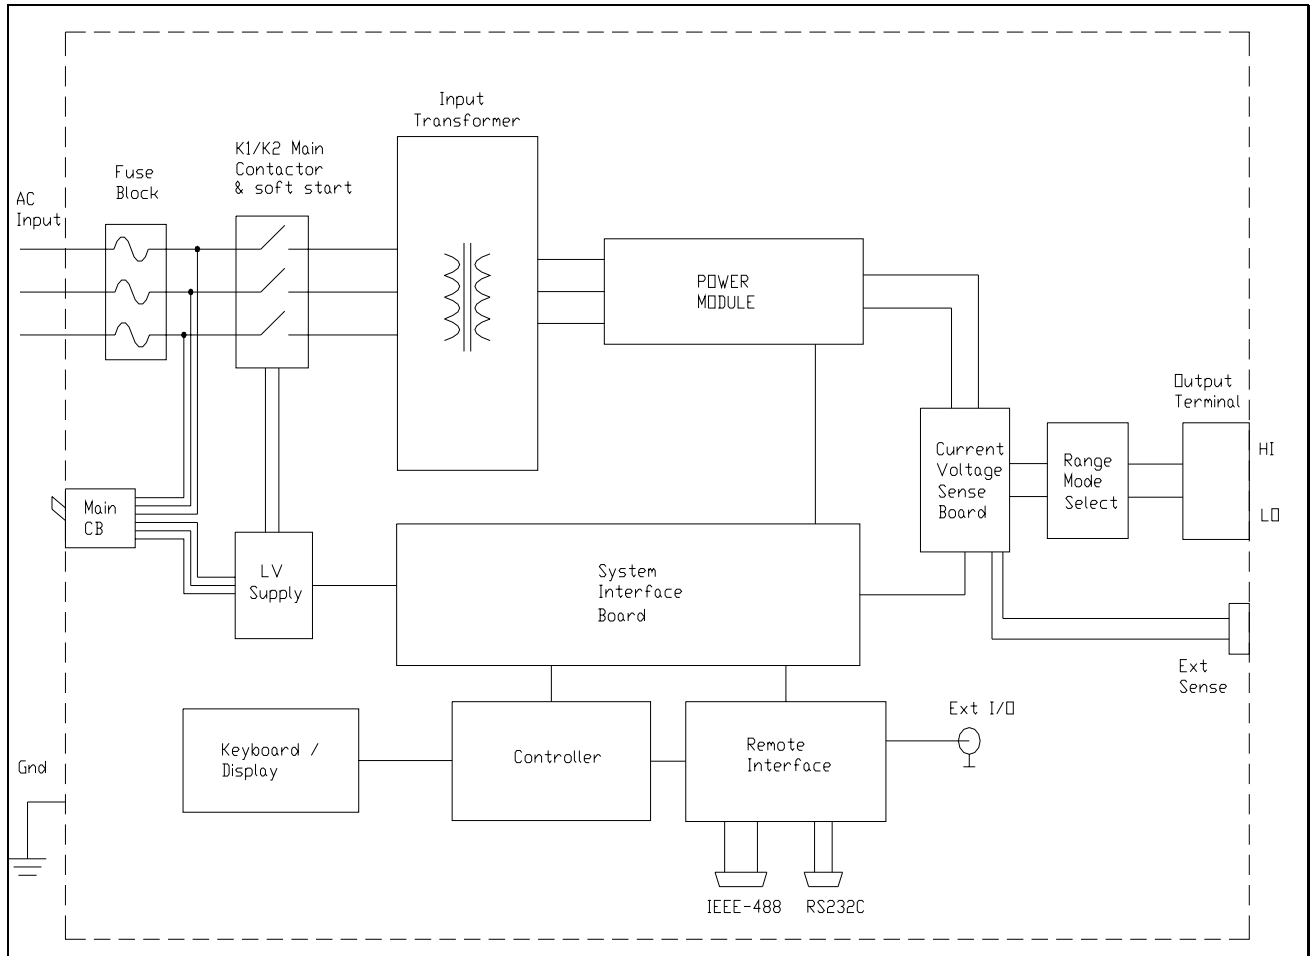 Input
Transformer
K1/K2 Main
Contactor
& soft start
Fuse
Block
AC
Input
POWER
MODULE
Output
Terminal
HI
LO
Current
Voltage
Sense
Board
Range
Mode
Select
Main
CB
LV
Supply
System
Interface
Board
Ext
Sense
Ext I/O
Keyboard /
Display
Controller
Remote
Interface
Gnd
IEEE-488
RS232C